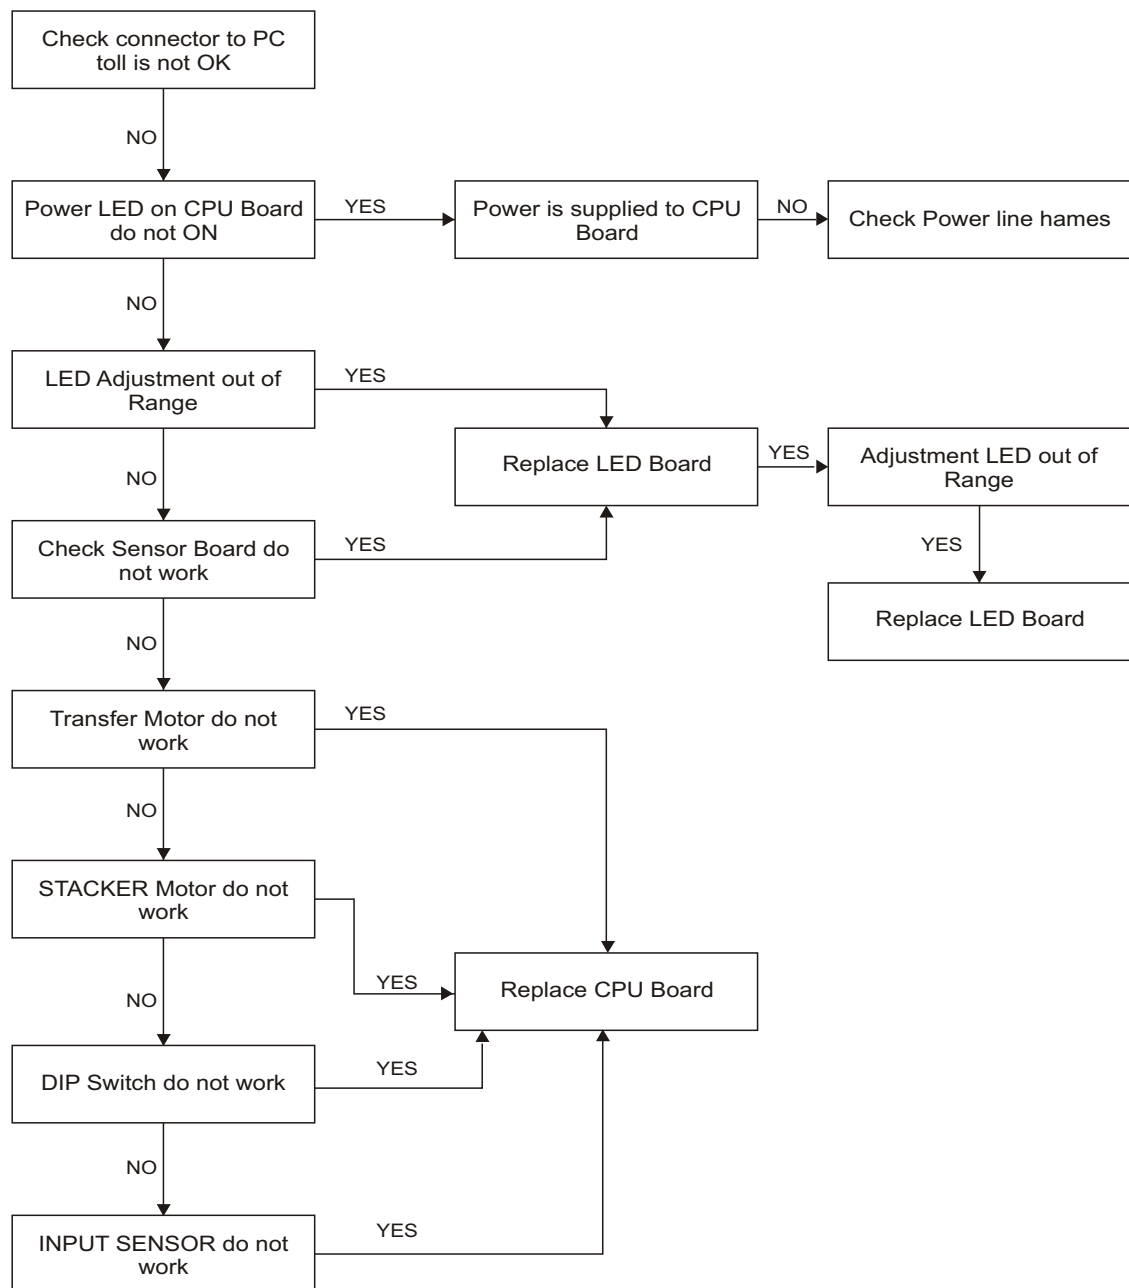 Check connector to PC
toll is not OK
NO
Power LED on CPU Board
do not ON
YES
Power is supplied to CPU
Board
NO
Check Power line hames
NO
LED Adjustment out of
Range
YES
Replace LED Board
YES
Adjustment LED out of
Range
NO
Check Sensor Board do
not work
YES
YES
Replace LED Board
NO
Transfer Motor do not
work
YES
NO
STACKER Motor do not
work
YES
Replace CPU Board
NO
DIP Switch do not work
YES
NO
INPUT SENSOR do not
work
YES